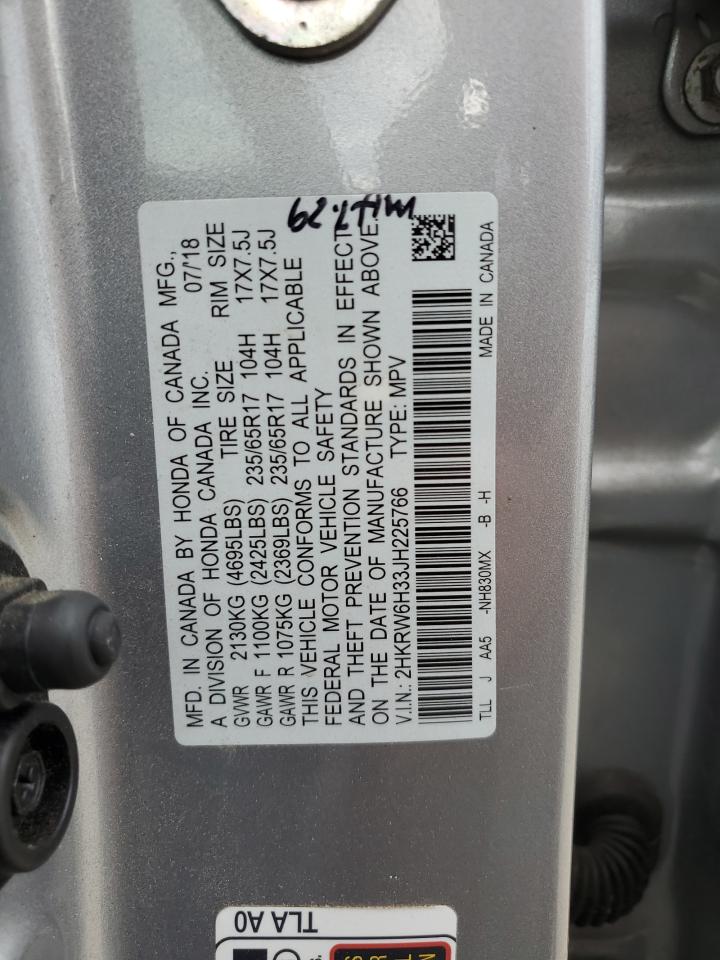 MFD. IN CANADA BY HONDA OF CANADA MFG.,
A DIVISION OF HONDA CANADA INC. 07/'18
GVWR 2130KG (4695LBS) TIRE SIZE RIM SIZE
GAWR F 1100KG (2425LBS) 235/65R17 104H 17X7.5J
GAWR R 1075KG (2369LBS) 235/65R17 104H 17X7.5J
THIS VEHICLE CONFORMS TO ALL APPLICABLE
FEDERAL MOTOR VEHICLE SAFETY
AND THEFT PREVENTION STANDARDS IN EFFECT
ON THE DATE OF MANUFACTURE SHOWN ABOVE.
V.I.N.: 2HKRW6H33JH225766 TYPE: MPV
TLL J AA5 -NH830MX -B -H MADE IN CANADA
TLA A0